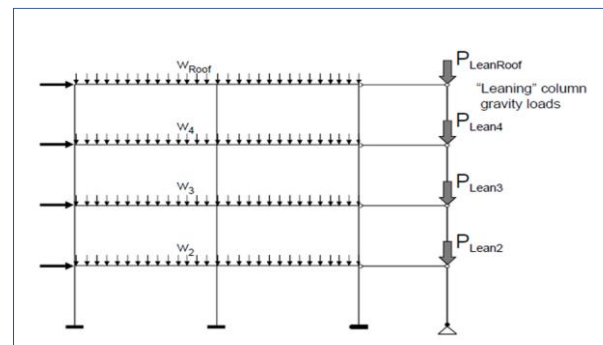 W_Roof
P_LeanRoof
"Leaning" column
gravity loads
W_4
P_Lean4
W_3
P_Lean3
W_2
P_Lean2